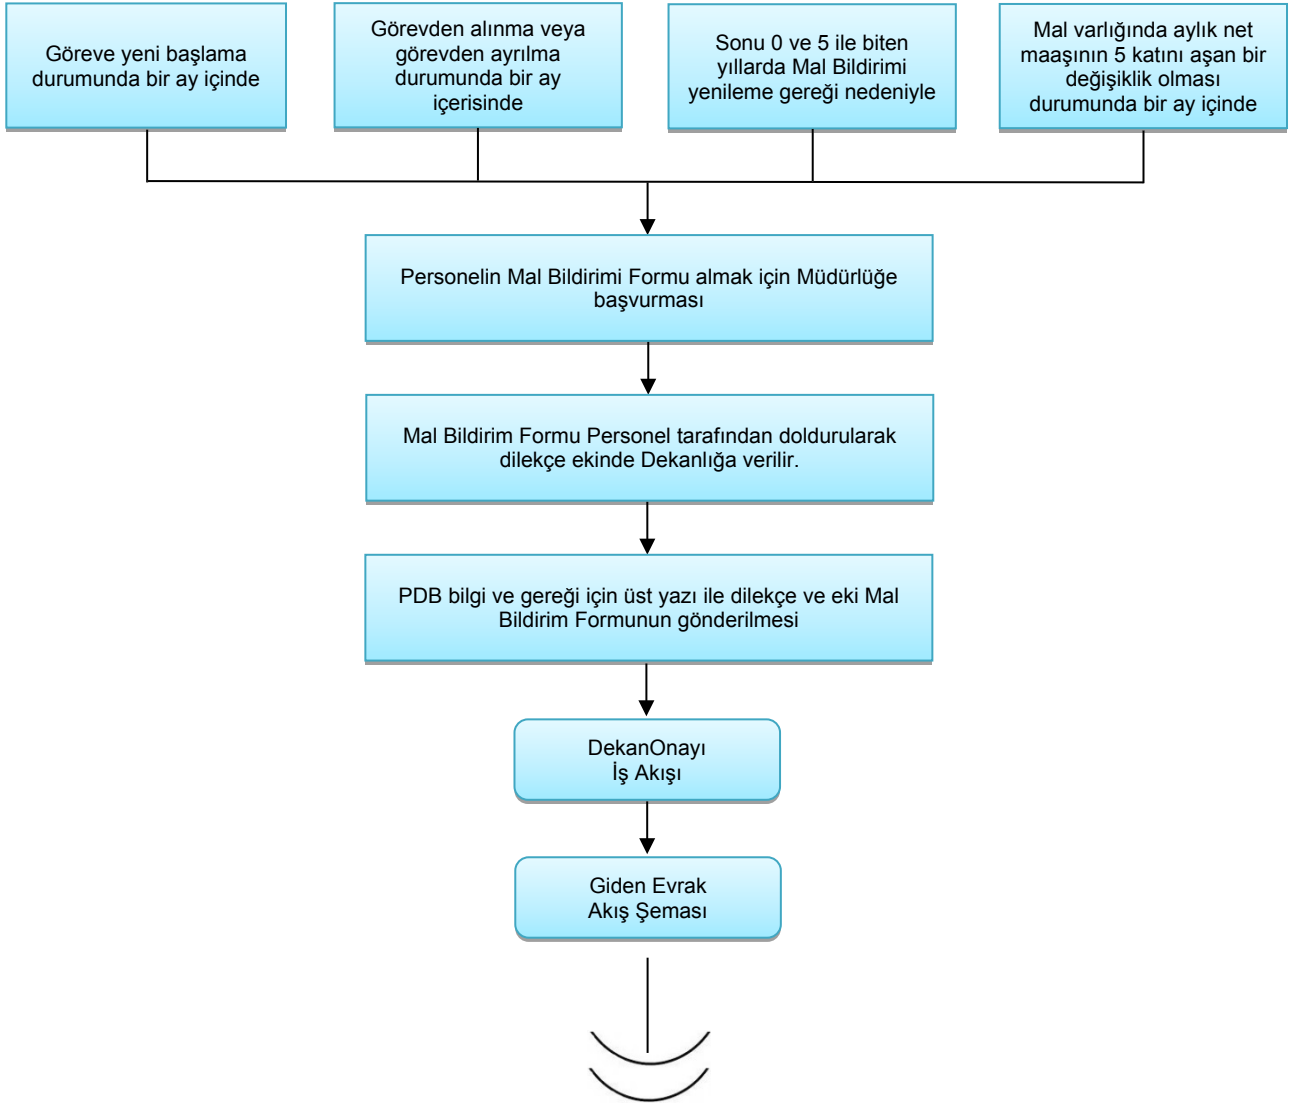 Göreve yeni başlama
durumunda bir ay içinde
Görevden alınma veya
görevden ayrılma
durumunda bir ay
içerisinde
Sonu 0 ve 5 ile biten
yıllarda Mal Bildirimi
yenileme gereği nedeniyle
Mal varlığında aylık net
maaşının 5 katını aşan bir
değişiklik olması
durumunda bir ay içinde
Personelin Mal Bildirimi Formu almak için Müdürlüğe
başvurması
Mal Bildirim Formu Personel tarafından doldurularak
dilekçe ekinde Dekanlığa verilir.
PDB bilgi ve gereği için üst yazı ile dilekçe ve eki Mal
Bildirim Formunun gönderilmesi
DekanOnayı
İş Akışı
Giden Evrak
Akış Şeması